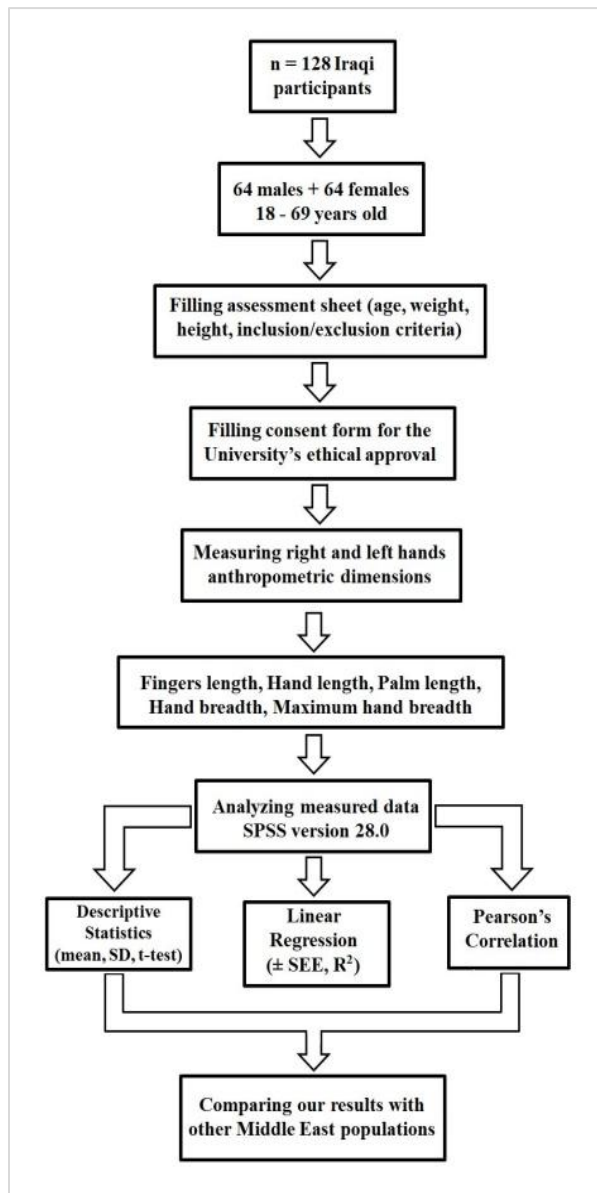 n = 128 Iraqi
participants
64 males + 64 females
18 - 69 years old
Filling assessment sheet (age, weight,
height, inclusion/exclusion criteria)
Filling consent form for the
University's ethical approval
Measuring right and left hands
anthropometric dimensions
Fingers length, Hand length, Palm length,
Hand breadth, Maximum hand breadth
Analyzing measured data
SPSS version 28.0
Descriptive
Statistics
(mean, SD, t-test)
Linear
Regression
(± SEE, R²)
Pearson's
Correlation
Comparing our results with
other Middle East populations